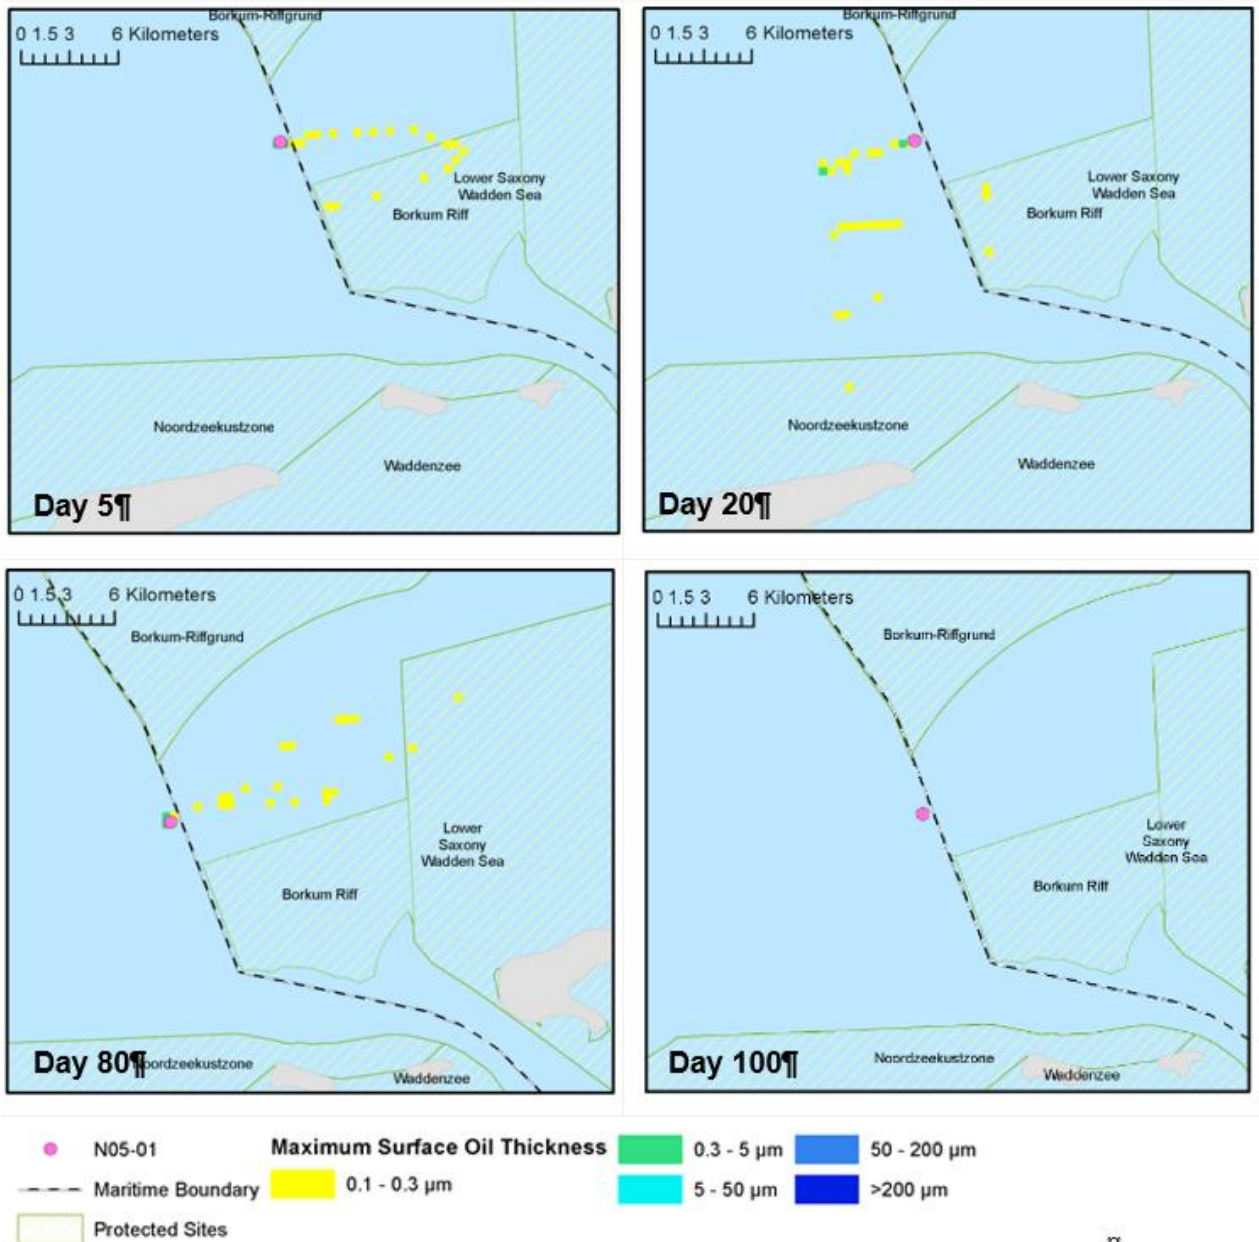 Borkum-Riffgrund
0 1.5 3 6 Kilometers
Lower Saxony
Wadden Sea
Borkum Riff
Noordzeekustzone
Waddenzee
Day 5¶
Borkum-Riffgrund
0 1.5 3 6 Kilometers
Lower Saxony
Wadden Sea
Borkum Riff
Noordzeekustzone
Waddenzee
Day 20¶
0 1.5 3 6 Kilometers
Borkum-Riffgrund
Lower
Saxony
Wadden Sea
Borkum Riff
Noordzeekustzone
Waddenzee
Day 80¶
0 1.5 3 6 Kilometers
Borkum-Riffgrund
Lower
Saxony
Wadden Sea
Borkum Riff
Noordzeekustzone
Waddenzee
Day 100¶
N05-01
Maritime Boundary
Protected Sites
Maximum Surface Oil Thickness
0.1 - 0.3 µm
0.3 - 5 µm
5 - 50 µm
50 - 200 µm
>200 µm
¤